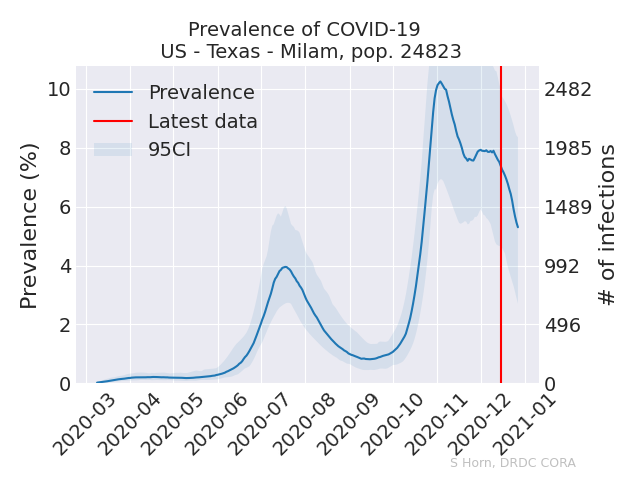 Prevalence of COVID-19
US - Texas - Milam, pop. 24823
Prevalence
Latest data
95CI
Prevalence (%)
10
8
6
4
2
0
# of infections
2482
1985
1489
992
496
0
2020-03
2020-04
2020-05
2020-06
2020-07
2020-08
2020-09
2020-10
2020-11
2020-12
2021-01
S Horn, DRDC CORA